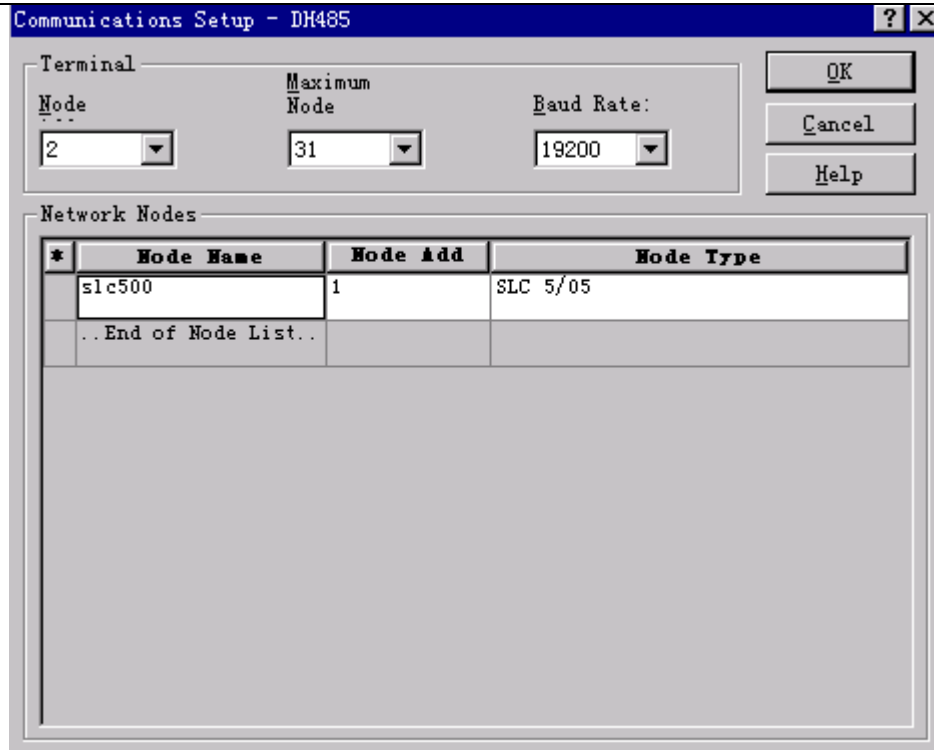 Communications Setup - DH485
Terminal
Node
Maximum
Node
Baud Rate:
2
31
19200
OK
Cancel
Help
Network Nodes
* Node Name Node Add Node Type
slc500 1 SLC 5/05
..End of Node List..